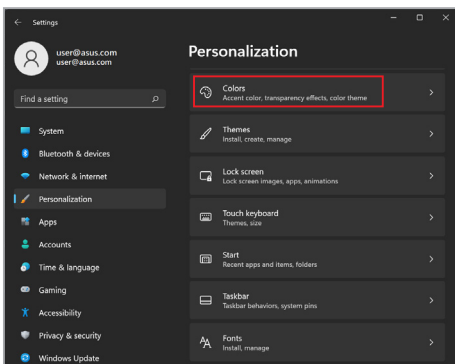 Settings
user@asus.com
user@asus.com
Find a setting
System
Bluetooth & devices
Network & internet
Personalization
Apps
Accounts
Time & language
Gaming
Accessibility
Privacy & security
Windows Update
Personalization
Colors
Accent color, transparency effects, color theme
Themes
Install, create, manage
Lock screen
Lock screen images, apps, animations
Touch keyboard
Themes, size
Start
Recent apps and items, folders
Taskbar
Taskbar behaviors, system pins
Fonts
Install, manage